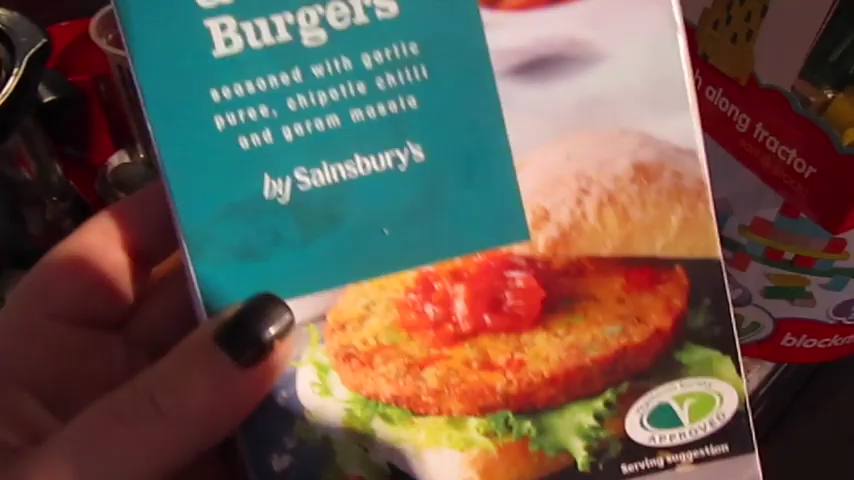 &
Burgers
seasoned with garlic
puree, chipotle chilli
and garam masala
by Sainsbury's
along tractor
APPROVED
Serving suggestion